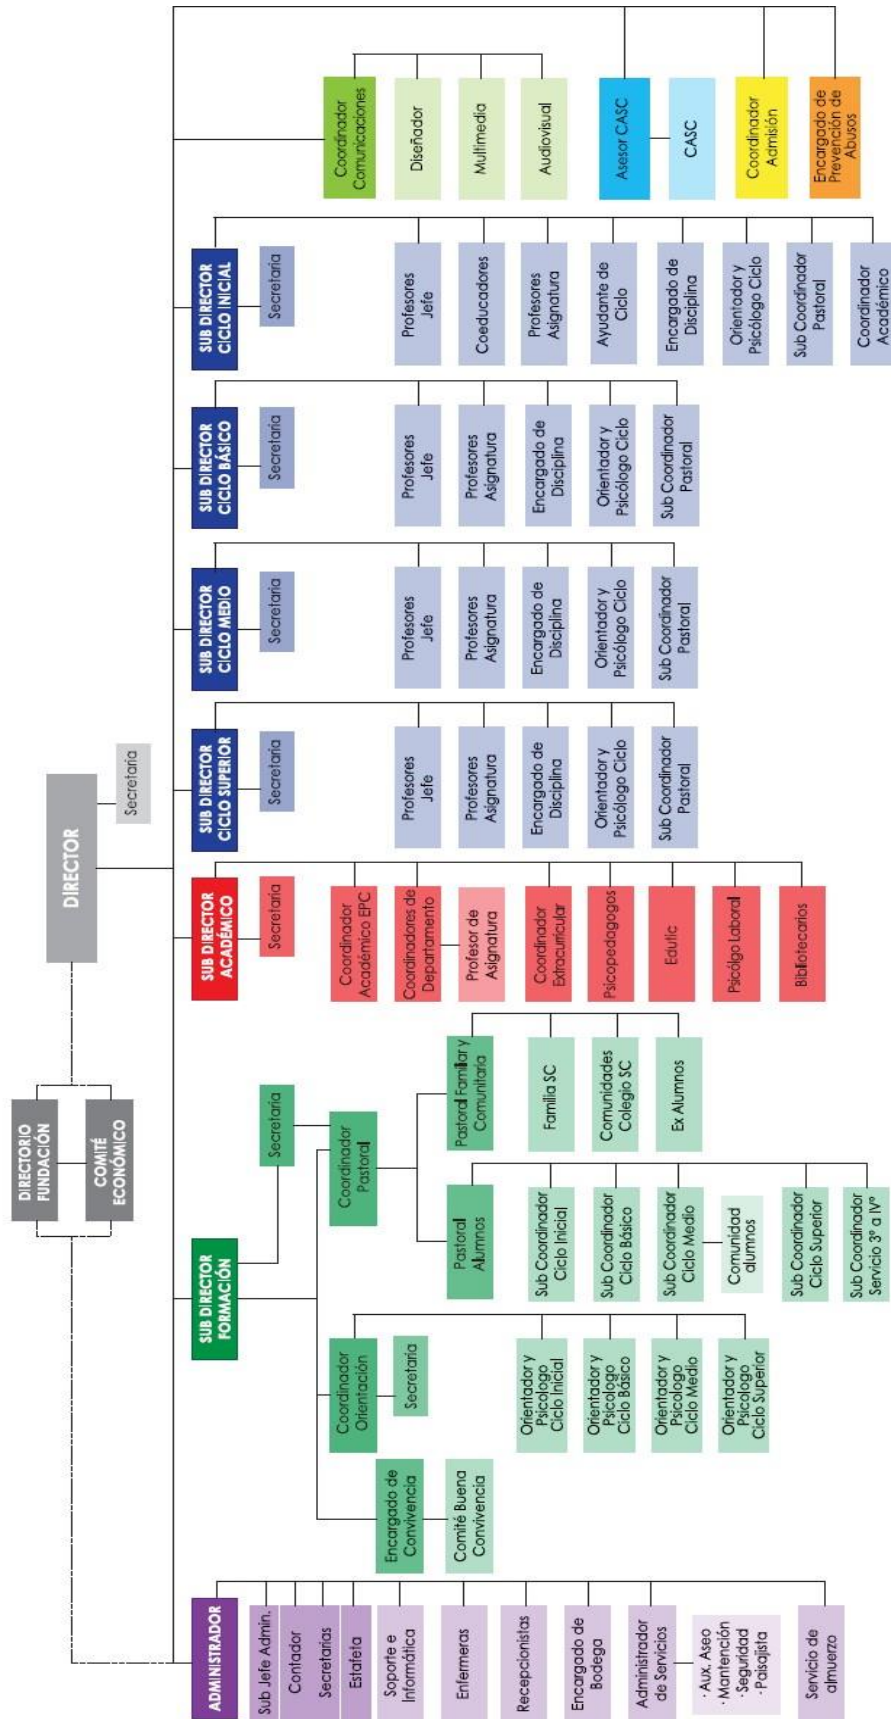 DIRECTORIO
FUNDACIÓN
COMITÉ
ECONÓMICO
DIRECTOR
Secretaria
ADMINISTRADOR
Sub Jefe Admin.
Contador
Secretarias
Estafeta
Soporte e
Informática
Enfermeras
Recepcionistas
Encargado de
Bodega
Administrador
de Servicios
· Aux. Aseo
· Mantención
· Seguridad
· Paisajista
Servicio de
almuerzo
SUB DIRECTOR
FORMACIÓN
Secretaria
Encargado de
Convivencia
Comité Buena
Convivencia
Coordinador
Orientación
Secretaria
Orientador y
Psicologo
Ciclo Inicial
Orientador y
Psicologo
Ciclo Básico
Orientador y
Psicologo
Ciclo Medio
Orientador y
Psicologo
Ciclo Superior
Coordinador
Pastoral
Pastoral
Alumnos
Sub Coordinador
Ciclo Inicial
Sub Coordinador
Ciclo Básico
Sub Coordinador
Ciclo Medio
Comunidad
alumnos
Sub Coordinador
Ciclo Superior
Sub Coordinador
Servicio 3º a IVº
Pastoral Familiar y
Comunitaria
Familia SC
Comunidades
Colegio SC
Ex Alumnos
SUB DIRECTOR
ACADÉMICO
Secretaria
Coordinador
Académico EPC
Coordinadores de
Departamento
Profesor de
Asignatura
Coordinador
Extracurricular
Psicopedagogos
Edutic
Psicólgo Laboral
Bibliotecarios
SUB DIRECTOR
CICLO SUPERIOR
Secretaria
Profesores
Jefe
Profesores
Asignatura
Encargado de
Disciplina
Orientador y
Psicólogo Ciclo
Sub Coordinador
Pastoral
SUB DIRECTOR
CICLO MEDIO
Secretaria
Profesores
Jefe
Profesores
Asignatura
Encargado de
Disciplina
Orientador y
Psicólogo Ciclo
Sub Coordinador
Pastoral
SUB DIRECTOR
CICLO BÁSICO
Secretaria
Profesores
Jefe
Profesores
Asignatura
Encargado de
Disciplina
Orientador y
Psicólogo Ciclo
Sub Coordinador
Pastoral
SUB DIRECTOR
CICLO INICIAL
Secretaria
Profesores
Jefe
Coeducadores
Profesores
Asignatura
Ayudante de
Ciclo
Encargado de
Disciplina
Orientador y
Psicólogo Ciclo
Sub Coordinador
Pastoral
Coordinador
Académico
Coordinador
Comunicaciones
Diseñador
Multimedia
Audiovisual
Asesor CASC
CASC
Coordinador
Admisión
Encargado de
Prevención de
Abusos